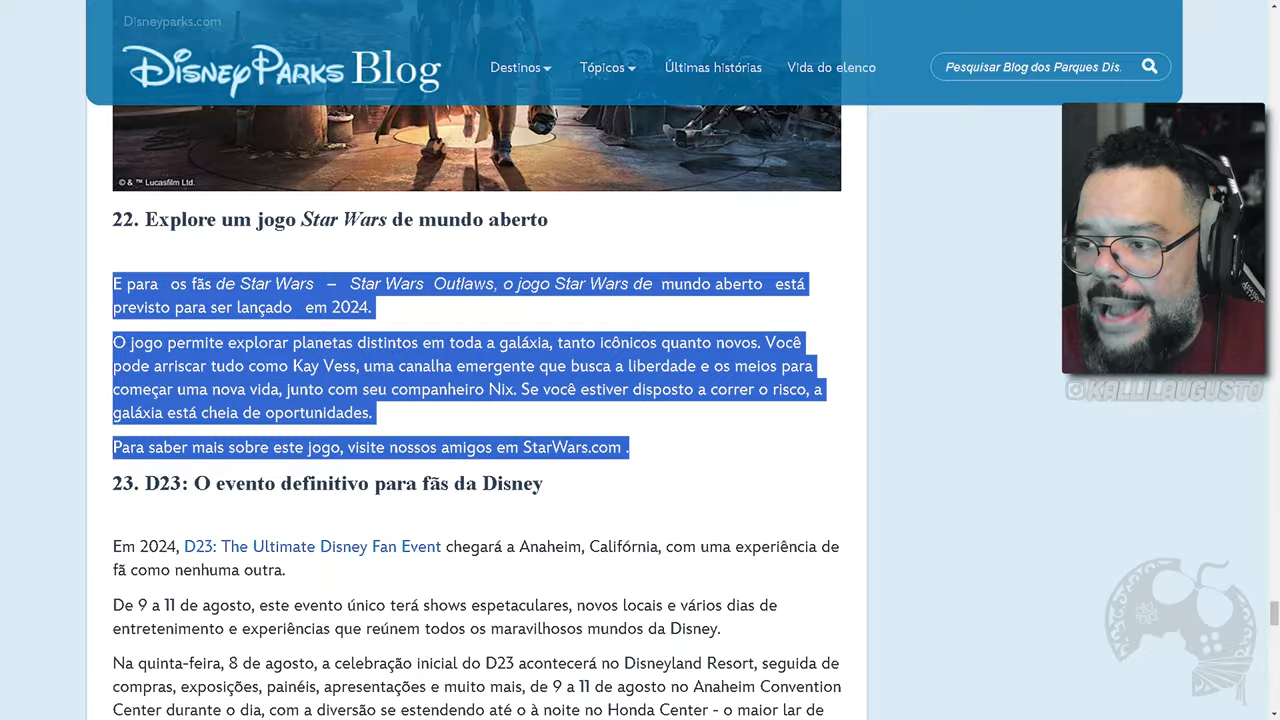 Disneyparks.com
Disney Parks Blog
Destinos
Tópicos
Últimas histórias
Vida do elenco
Pesquisar Blog dos Parques Dis.
© & ™ Lucasfilm Ltd.
22. Explore um jogo Star Wars de mundo aberto
E para os fãs de Star Wars – Star Wars Outlaws, o jogo Star Wars de mundo aberto está
previsto para ser lançado em 2024.
O jogo permite explorar planetas distintos em toda a galáxia, tanto icônicos quanto novos. Você
pode arriscar tudo como Kay Vess, uma canalha emergente que busca a liberdade e os meios para
começar uma nova vida, junto com seu companheiro Nix. Se você estiver disposto a correr o risco, a
galáxia está cheia de oportunidades.
Para saber mais sobre este jogo, visite nossos amigos em StarWars.com .
23. D23: O evento definitivo para fãs da Disney
Em 2024, D23: The Ultimate Disney Fan Event chegará a Anaheim, Califórnia, com uma experiência de
fã como nenhuma outra.
De 9 a 11 de agosto, este evento único terá shows espetaculares, novos locais e vários dias de
entretenimento e experiências que reúnem todos os maravilhosos mundos da Disney.
Na quinta-feira, 8 de agosto, a celebração inicial do D23 acontecerá no Disneyland Resort, seguida de
compras, exposições, painéis, apresentações e muito mais, de 9 a 11 de agosto no Anaheim Convention
Center durante o dia, com a diversão se estendendo até o à noite no Honda Center - o maior lar de
KALLILAUGUSTO